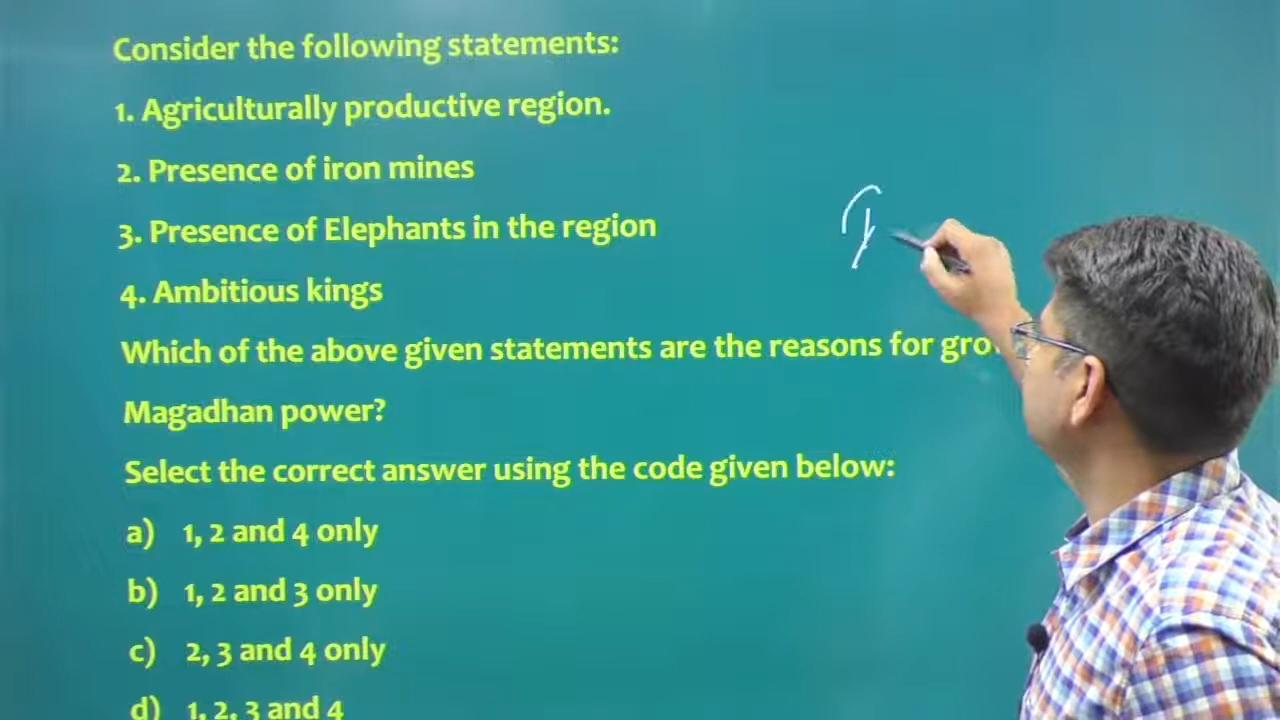 Consider the following statements:
1. Agriculturally productive region.
2. Presence of iron mines
3. Presence of Elephants in the region
4. Ambitious kings
Which of the above given statements are the reasons for
Magadhan power?
Select the correct answer using the code given below:
a) 1, 2 and 4 only
b) 1, 2 and 3 only
c) 2, 3 and 4 only
d) 1, 2, 3 and 4